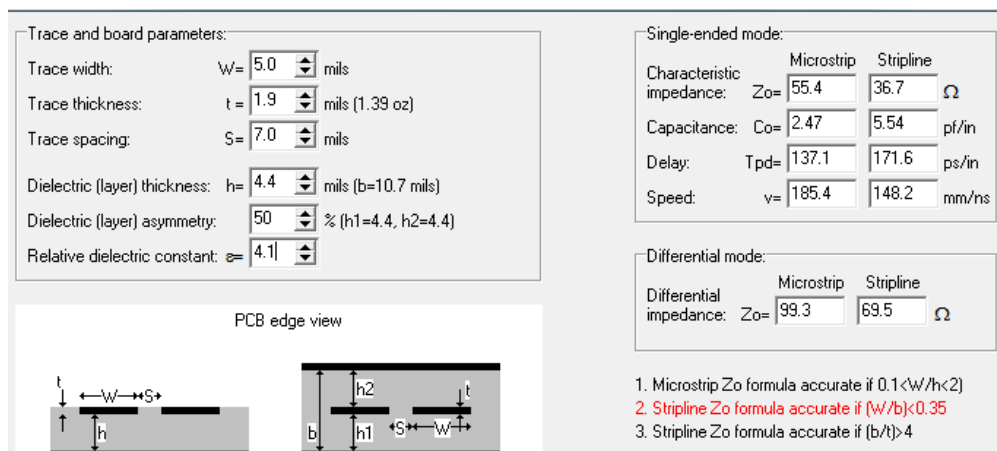 Trace and board parameters:
Trace width: W= 5.0 mils
Trace thickness: t = 1.9 mils (1.39 oz)
Trace spacing: S= 7.0 mils
Dielectric (layer) thickness: h= 4.4 mils (b=10.7 mils)
Dielectric (layer) asymmetry: 50 % (h1=4.4, h2=4.4)
Relative dielectric constant: ε= 4.1
PCB edge view
t W S h
b h2 h1 S W t
Single-ended mode:
Microstrip Stripline
Characteristic
impedance: Zo= 55.4 36.7 Ω
Capacitance: Co= 2.47 5.54 pf/in
Delay: Tpd= 137.1 171.6 ps/in
Speed: v= 185.4 148.2 mm/ns
Differential mode:
Microstrip Stripline
Differential
impedance: Zo= 99.3 69.5 Ω
1. Microstrip Zo formula accurate if 0.1<W/h<2)
2. Stripline Zo formula accurate if (W/b)<0.35
3. Stripline Zo formula accurate if (b/t)>4